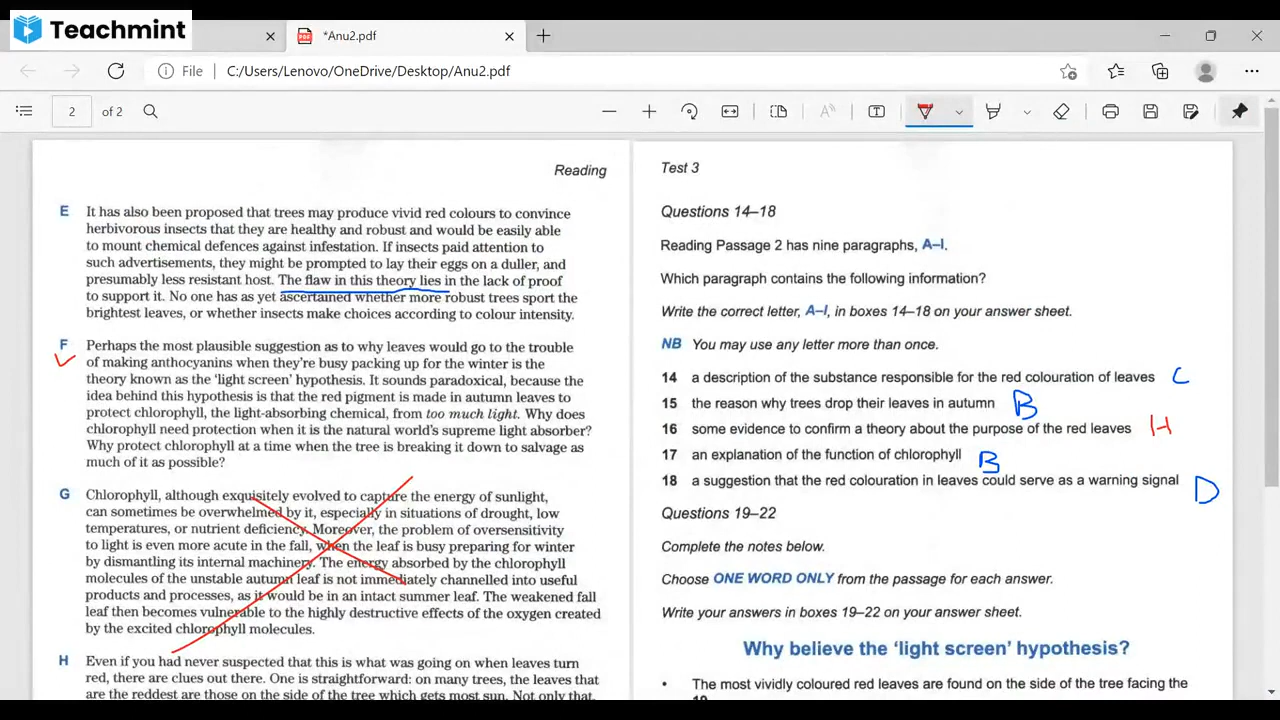 Teachmint
*Anu2.pdf
File C:/Users/Lenovo/OneDrive/Desktop/Anu2.pdf
2 of 2
Reading
E It has also been proposed that trees may produce vivid red colours to convince
herbivorous insects that they are healthy and robust and would be easily able
to mount chemical defences against infestation. If insects paid attention to
such advertisements, they might be prompted to lay their eggs on a duller, and
presumably less resistant host. The flaw in this theory lies in the lack of proof
to support it. No one has as yet ascertained whether more robust trees sport the
brightest leaves, or whether insects make choices according to colour intensity.
F Perhaps the most plausible suggestion as to why leaves would go to the trouble
of making anthocyanins when they're busy packing up for the winter is the
theory known as the 'light screen' hypothesis. It sounds paradoxical, because the
idea behind this hypothesis is that the red pigment is made in autumn leaves to
protect chlorophyll, the light-absorbing chemical, from too much light. Why does
chlorophyll need protection when it is the natural world's supreme light absorber?
Why protect chlorophyll at a time when the tree is breaking it down to salvage as
much of it as possible?
G Chlorophyll, although exquisitely evolved to capture the energy of sunlight,
can sometimes be overwhelmed by it, especially in situations of drought, low
temperatures, or nutrient deficiency. Moreover, the problem of oversensitivity
to light is even more acute in the fall, when the leaf is busy preparing for winter
by dismantling its internal machinery. The energy absorbed by the chlorophyll
molecules of the unstable autumn leaf is not immediately channelled into useful
products and processes, as it would be in an intact summer leaf. The weakened fall
leaf then becomes vulnerable to the highly destructive effects of the oxygen created
by the excited chlorophyll molecules.
H Even if you had never suspected that this is what was going on when leaves turn
red, there are clues out there. One is straightforward: on many trees, the leaves that
are the reddest are those on the side of the tree which gets most sun. Not only that,
Test 3
Questions 14–18
Reading Passage 2 has nine paragraphs, A–I.
Which paragraph contains the following information?
Write the correct letter, A–I, in boxes 14–18 on your answer sheet.
NB You may use any letter more than once.
14 a description of the substance responsible for the red colouration of leaves C
15 the reason why trees drop their leaves in autumn B
16 some evidence to confirm a theory about the purpose of the red leaves H
17 an explanation of the function of chlorophyll B
18 a suggestion that the red colouration in leaves could serve as a warning signal D
Questions 19–22
Complete the notes below.
Choose ONE WORD ONLY from the passage for each answer.
Write your answers in boxes 19–22 on your answer sheet.
Why believe the 'light screen' hypothesis?
• The most vividly coloured red leaves are found on the side of the tree facing the
19